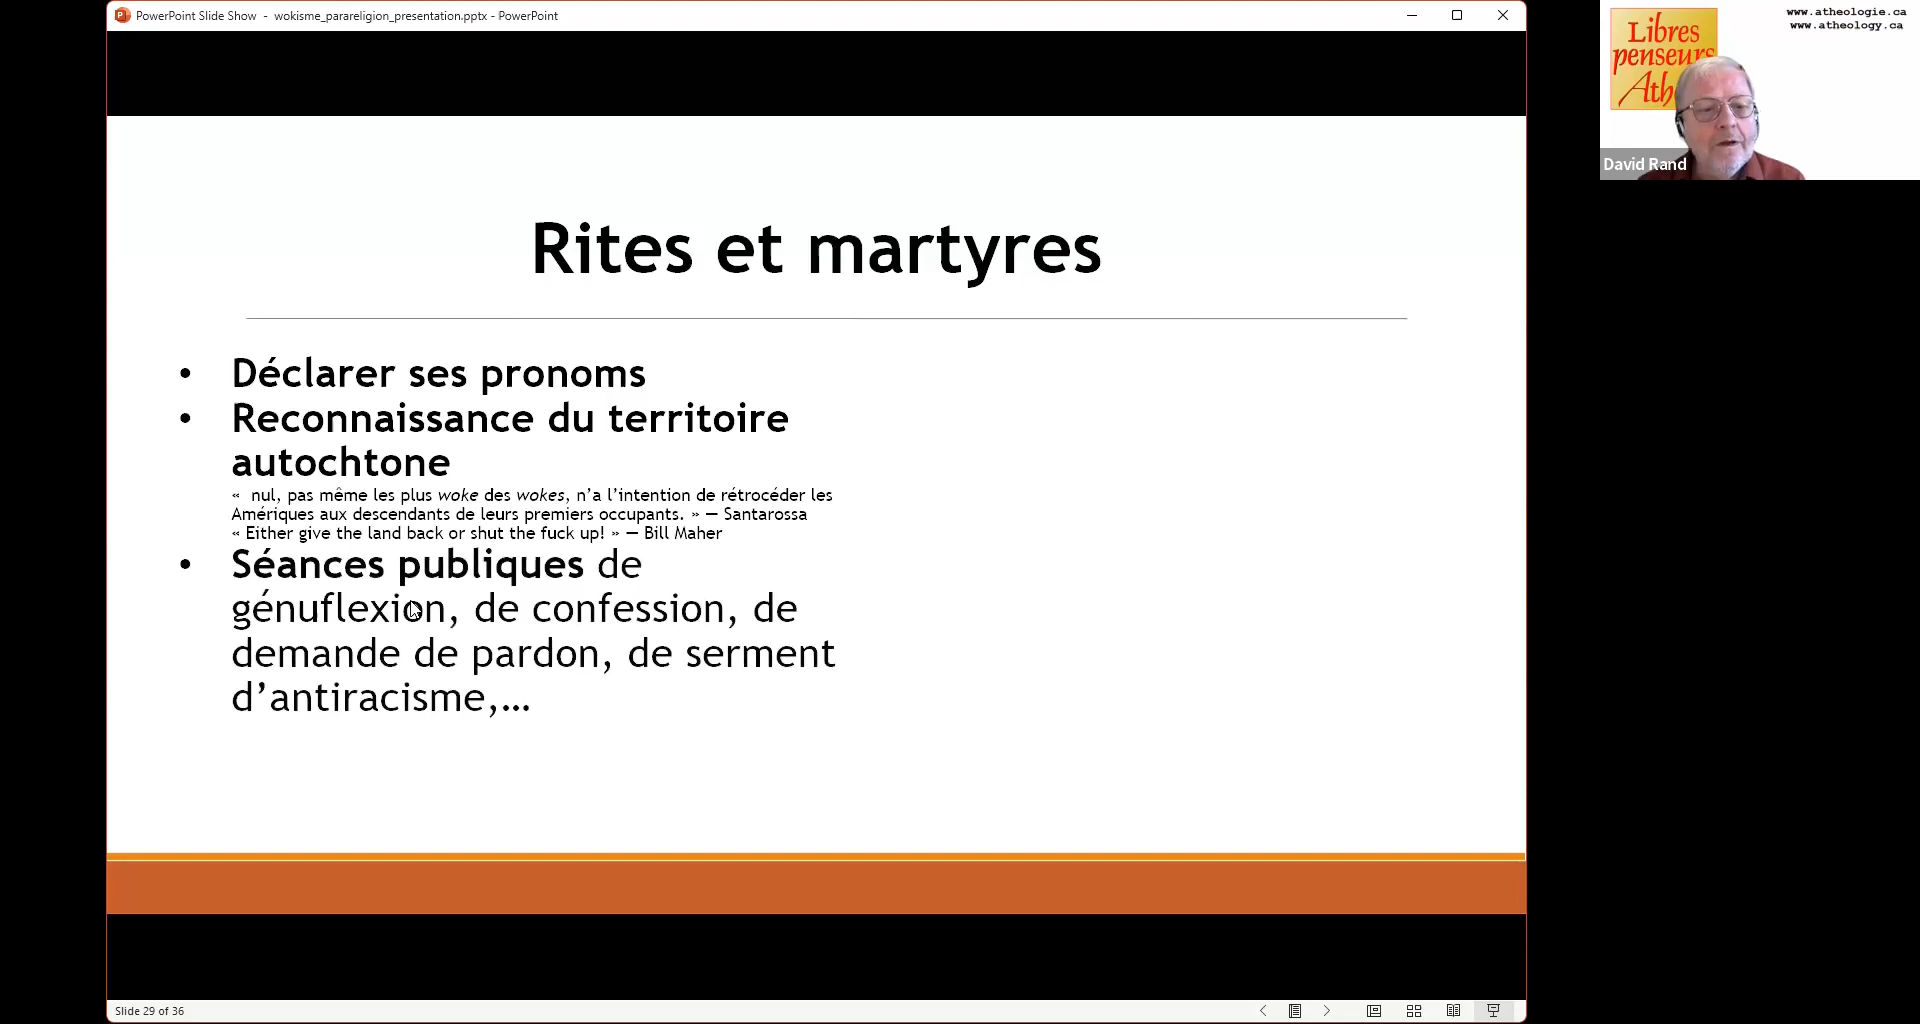 PowerPoint Slide Show - wokisme_parareligion_presentation.pptx - PowerPoint
www.atheologie.ca
www.atheology.ca
Libres
penseurs
Ath
David Rand
Rites et martyres
• Déclarer ses pronoms
• Reconnaissance du territoire
autochtone
« nul, pas même les plus woke des wokes, n’a l’intention de rétrocéder les
Amériques aux descendants de leurs premiers occupants. » — Santarossa
« Either give the land back or shut the fuck up! » — Bill Maher
• Séances publiques de
génuflexion, de confession, de
demande de pardon, de serment
d’antiracisme,...
Slide 29 of 36